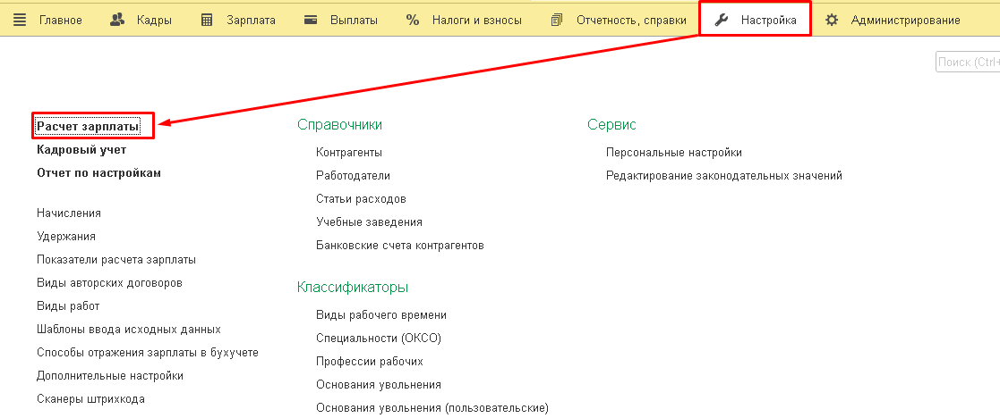 Главное Кадры Зарплата Выплаты Налоги и взносы Отчетность, справки Настройка Администрирование
Поиск (Ctrl+
Расчет зарплаты
Кадровый учет
Отчет по настройкам
Начисления
Удержания
Показатели расчета зарплаты
Виды авторских договоров
Виды работ
Шаблоны ввода исходных данных
Способы отражения зарплаты в бухучете
Дополнительные настройки
Сканеры штрихкода
Справочники
Контрагенты
Работодатели
Статьи расходов
Учебные заведения
Банковские счета контрагентов
Классификаторы
Виды рабочего времени
Специальности (ОКСО)
Профессии рабочих
Основания увольнения
Основания увольнения (пользовательские)
Сервис
Персональные настройки
Редактирование законодательных значений